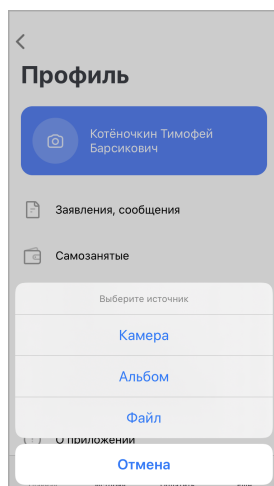 Профиль
Котёночкин Тимофей
Барсикович
Заявления, сообщения
Самозанятые
Выберите источник
Камера
Альбом
Файл
О приложении
Отмена